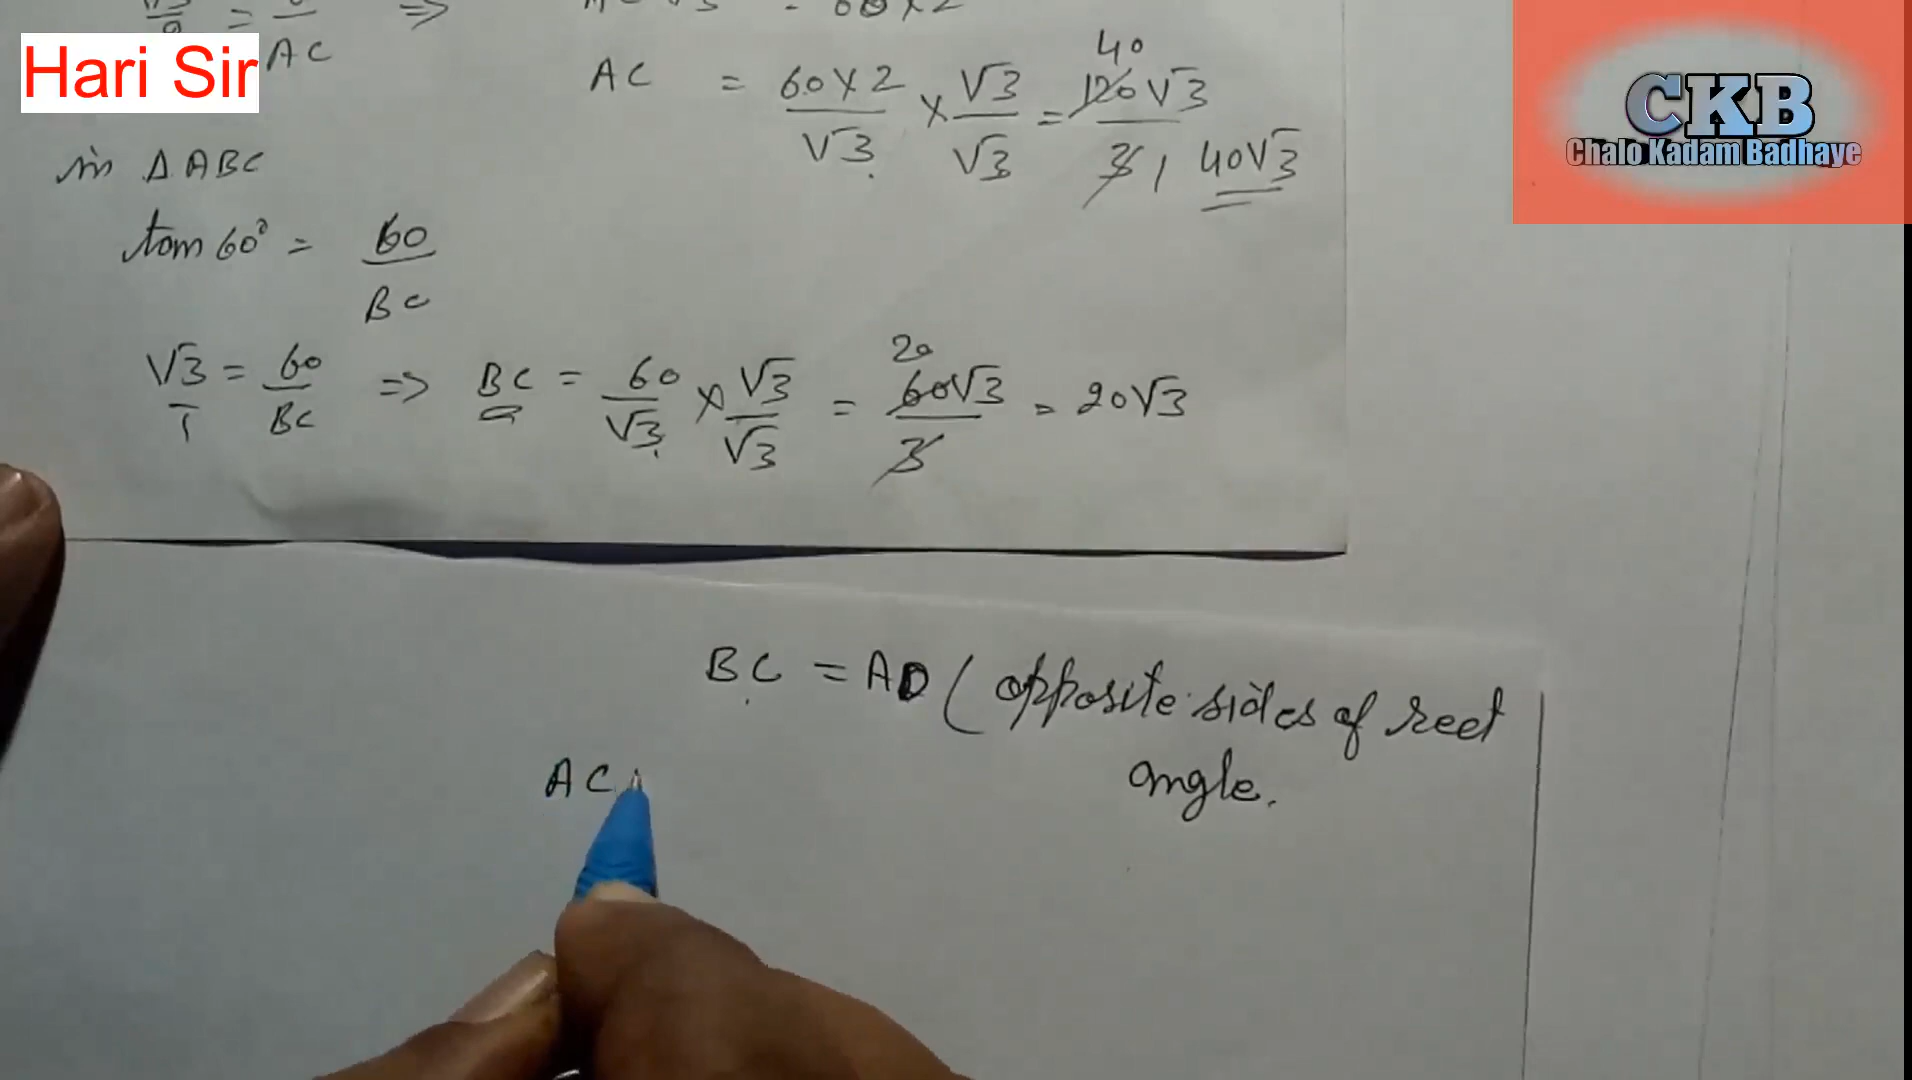 Hari Sir
CKB
Chalo Kadam Badhaye
AC
40
AC = 60×2/√3 × √3/√3 = 120√3/3 1 40√3
in Δ ABC
tan 60° = 60/BC
√3/1 = 60/BC => BC = 60/√3 × √3/√3 = 60√3/3 = 20√3
20
BC = AD ( opposite sides of rect
angle.
AC